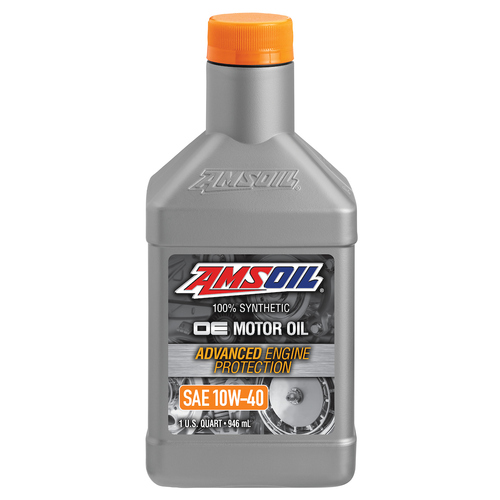 AMSOIL
AMSOIL®
100% SYNTHETIC
OE MOTOR OIL
ADVANCED ENGINE
PROTECTION
SAE 10W-40
1 U.S. QUART • 946 mL